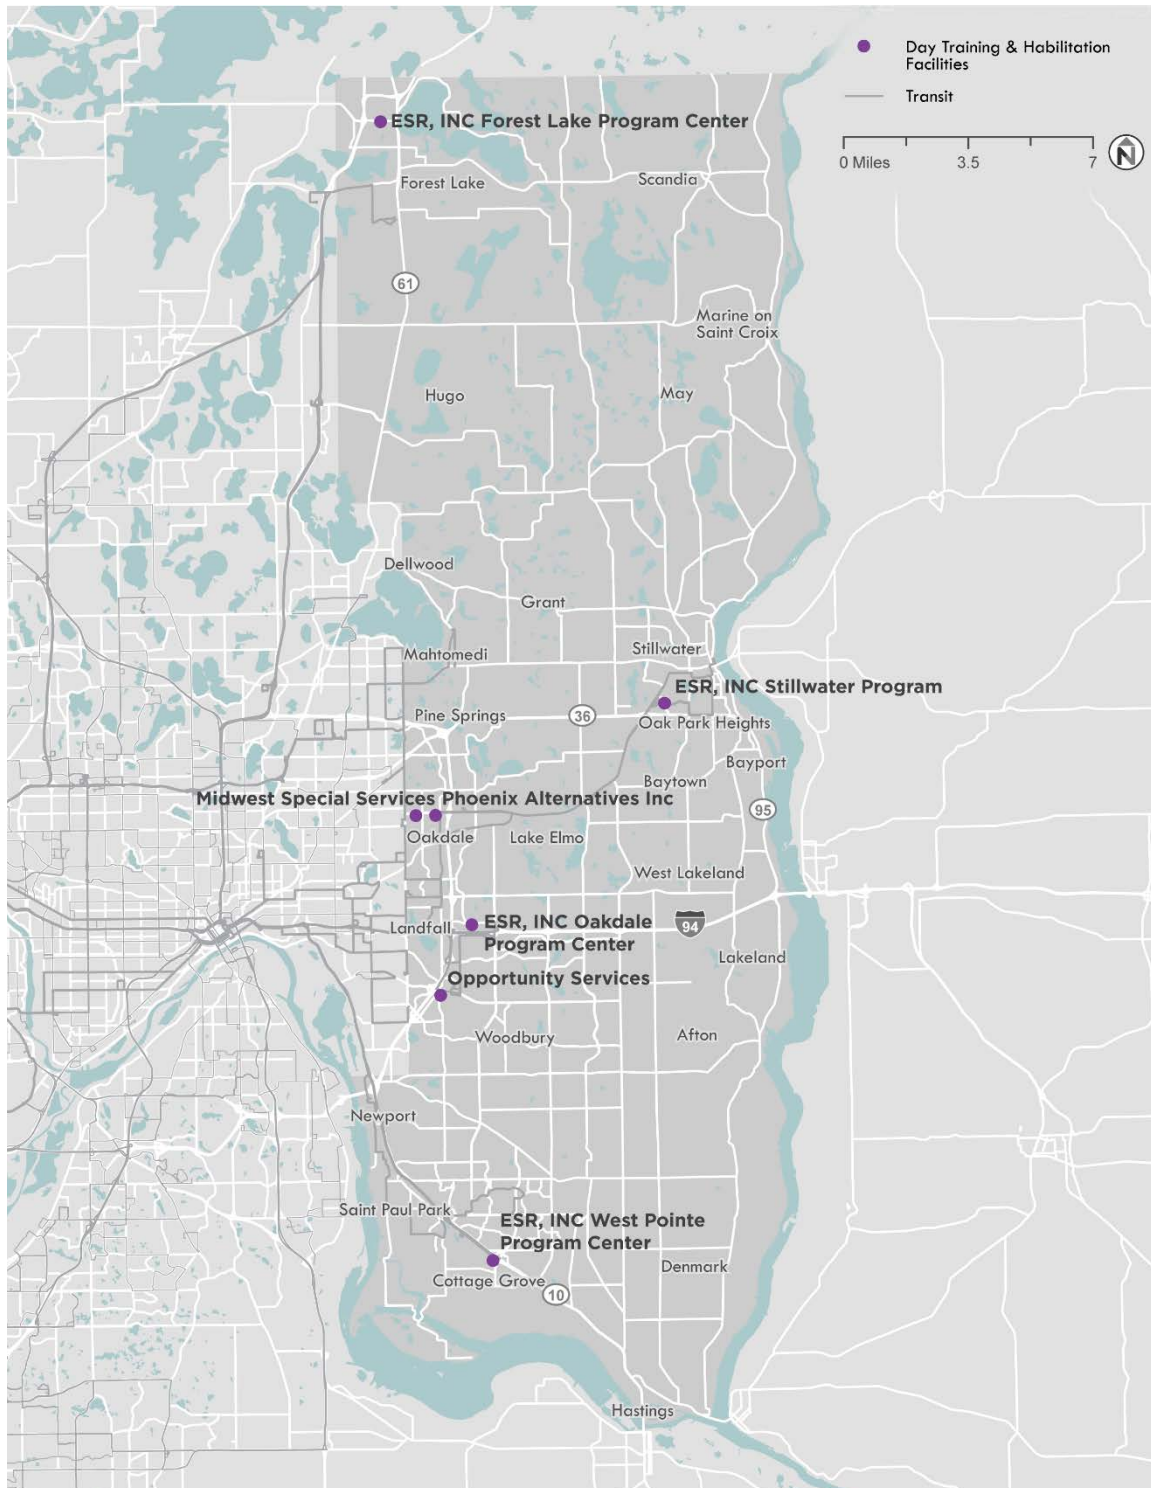 Day Training & Habilitation
Facilities
Transit
0 Miles 3.5 7
N
ESR, INC Forest Lake Program Center
Forest Lake
Scandia
61
Marine on
Saint Croix
Hugo
May
Dellwood
Grant
Stillwater
Mahtomedi
ESR, INC Stillwater Program
Pine Springs
36
Oak Park Heights
Bayport
Baytown
Midwest Special Services Phoenix Alternatives Inc
95
Oakdale
Lake Elmo
West Lakeland
Landfall
ESR, INC Oakdale
Program Center
94
Lakeland
Opportunity Services
Woodbury
Afton
Newport
Saint Paul Park
ESR, INC West Pointe
Program Center
Denmark
Cottage Grove
10
Hastings